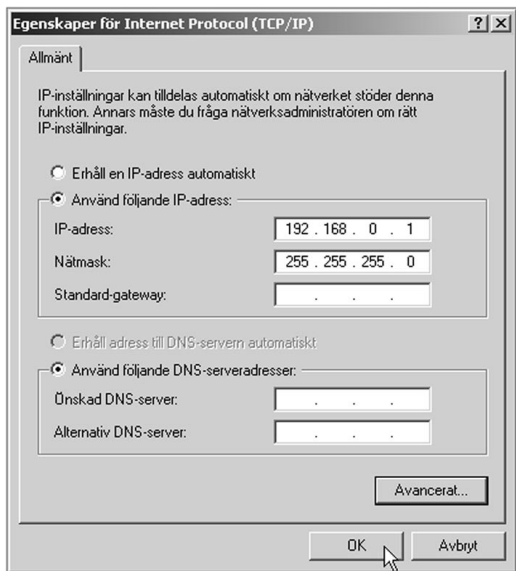 Egenskaper för Internet Protocol (TCP/IP)
Allmänt
IP-inställningar kan tilldelas automatiskt om nätverket stöder denna
funktion. Annars måste du fråga nätverksadministratören om rätt
IP-inställningar.
Erhåll en IP-adress automatiskt
Använd följande IP-adress:
IP-adress: 192 . 168 . 0 . 1
Nätmask: 255 . 255 . 255 . 0
Standard-gateway: . . .
Erhåll adress till DNS-servern automatiskt
Använd följande DNS-serveradresser:
Önskad DNS-server: . . .
Alternativ DNS-server: . . .
Avancerat...
OK Avbryt